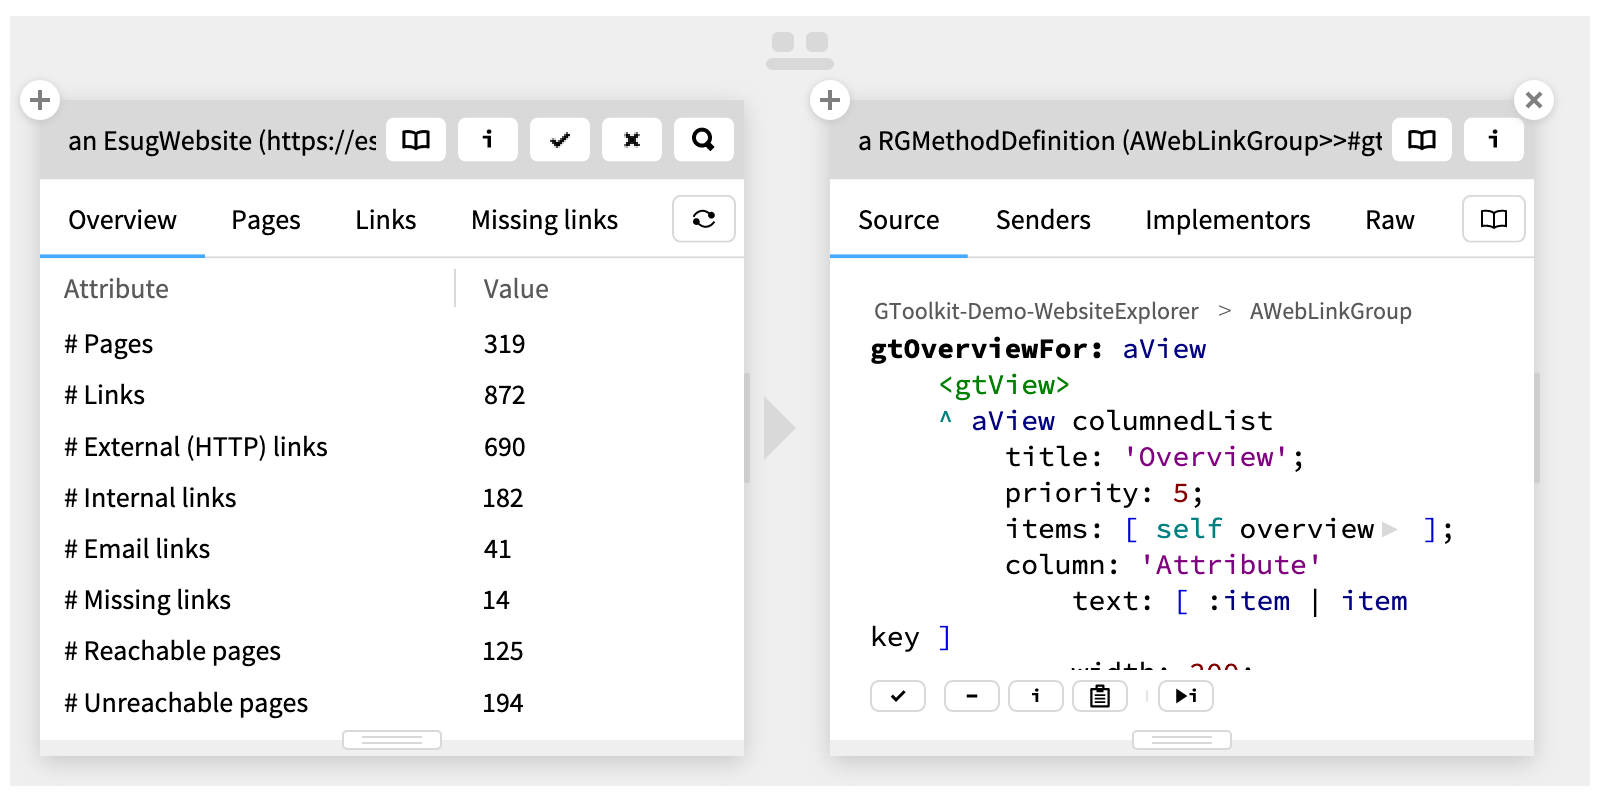 an EsugWebsite (https://es
Overview Pages Links Missing links
Attribute Value
# Pages 319
# Links 872
# External (HTTP) links 690
# Internal links 182
# Email links 41
# Missing links 14
# Reachable pages 125
# Unreachable pages 194
a RGMethodDefinition (AWebLinkGroup>>#gt
Source Senders Implementors Raw
GToolkit-Demo-WebsiteExplorer > AWebLinkGroup
gtOverviewFor: aView
<gtView>
^ aView columnedList
title: 'Overview';
priority: 5;
items: [ self overview ];
column: 'Attribute'
text: [ :item | item
key ]
width: 200;